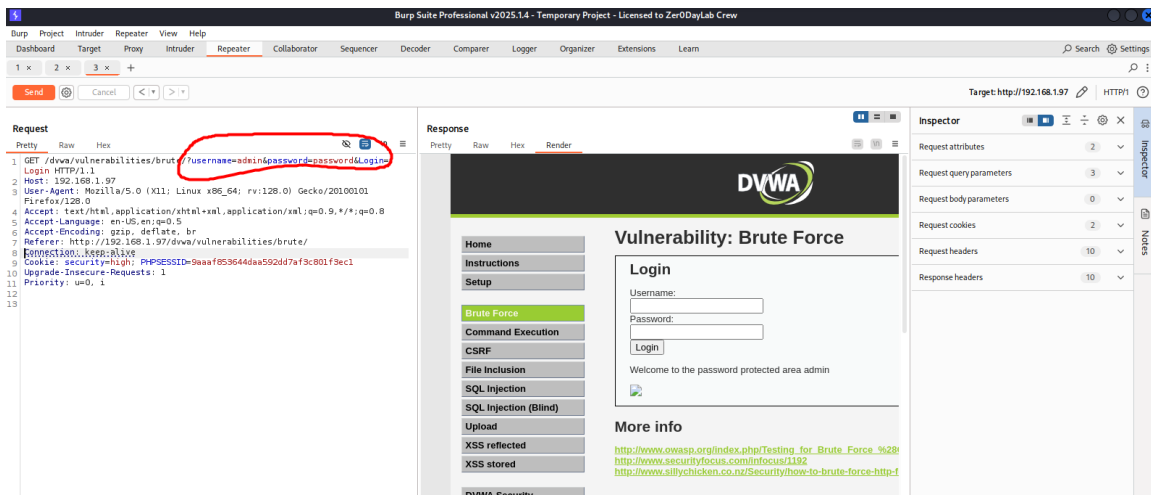 Burp Suite Professional v2025.1.4 - Temporary Project - Licensed to Zer0DayLab Crew
Burp Project Intruder Repeater View Help
Dashboard Target Proxy Intruder Repeater Collaborator Sequencer Decoder Comparer Logger Organizer Extensions Learn Search Settings
1 × 2 × 3 × +
Send Cancel < > Target: http://192.168.1.97 HTTP/1
Request
Pretty Raw Hex
1 GET /dvwa/vulnerabilities/brute/?username=admin&password=password&Login=
Login HTTP/1.1
2 Host: 192.168.1.97
3 User-Agent: Mozilla/5.0 (X11; Linux x86_64; rv:128.0) Gecko/20100101
Firefox/128.0
4 Accept: text/html,application/xhtml+xml,application/xml;q=0.9,*/*;q=0.8
5 Accept-Language: en-US,en;q=0.5
6 Accept-Encoding: gzip, deflate, br
7 Referer: http://192.168.1.97/dvwa/vulnerabilities/brute/
8 Connection: keep-alive
9 Cookie: security=high; PHPSESSID=9aaaf853644daa592dd7af3c801f3ec1
10 Upgrade-Insecure-Requests: 1
11 Priority: u=0, i
12
13
Response
Pretty Raw Hex Render
DVWA
Home
Instructions
Setup
Brute Force
Command Execution
CSRF
File Inclusion
SQL Injection
SQL Injection (Blind)
Upload
XSS reflected
XSS stored
DVWA Security
Vulnerability: Brute Force
Login
Username:
Password:
Login
Welcome to the password protected area admin
More info
http://www.owasp.org/index.php/Testing_for_Brute_Force_%28
http://www.securityfocus.com/infocus/1192
http://www.sillychicken.co.nz/Security/how-to-brute-force-http-f
Inspector
Request attributes 2
Request query parameters 3
Request body parameters 0
Request cookies 2
Request headers 10
Response headers 10
Inspector
Notes